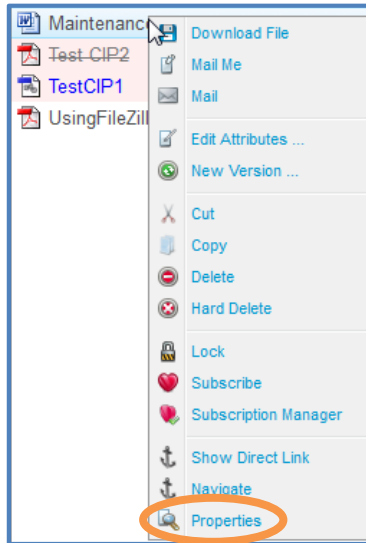 Maintenanc
Test CIP2
TestCIP1
UsingFileZill
Download File
Mail Me
Mail
Edit Attributes ...
New Version ...
Cut
Copy
Delete
Hard Delete
Lock
Subscribe
Subscription Manager
Show Direct Link
Navigate
Properties